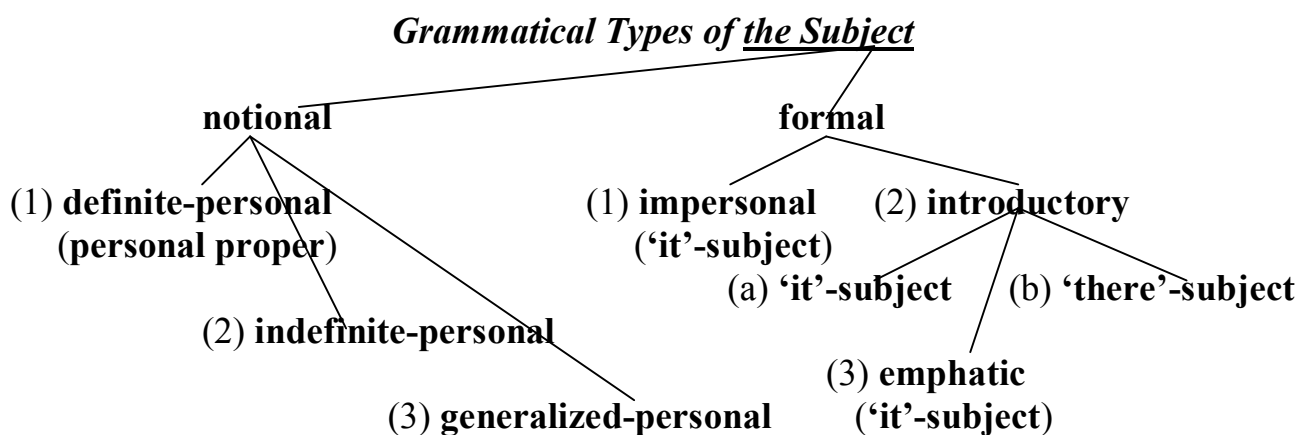 Grammatical Types of the Subject
notional formal
(1) definite-personal (1) impersonal (2) introductory
(personal proper) (‘it’-subject)
(a) ‘it’-subject (b) ‘there’-subject
(2) indefinite-personal
(3) emphatic
(3) generalized-personal (‘it’-subject)